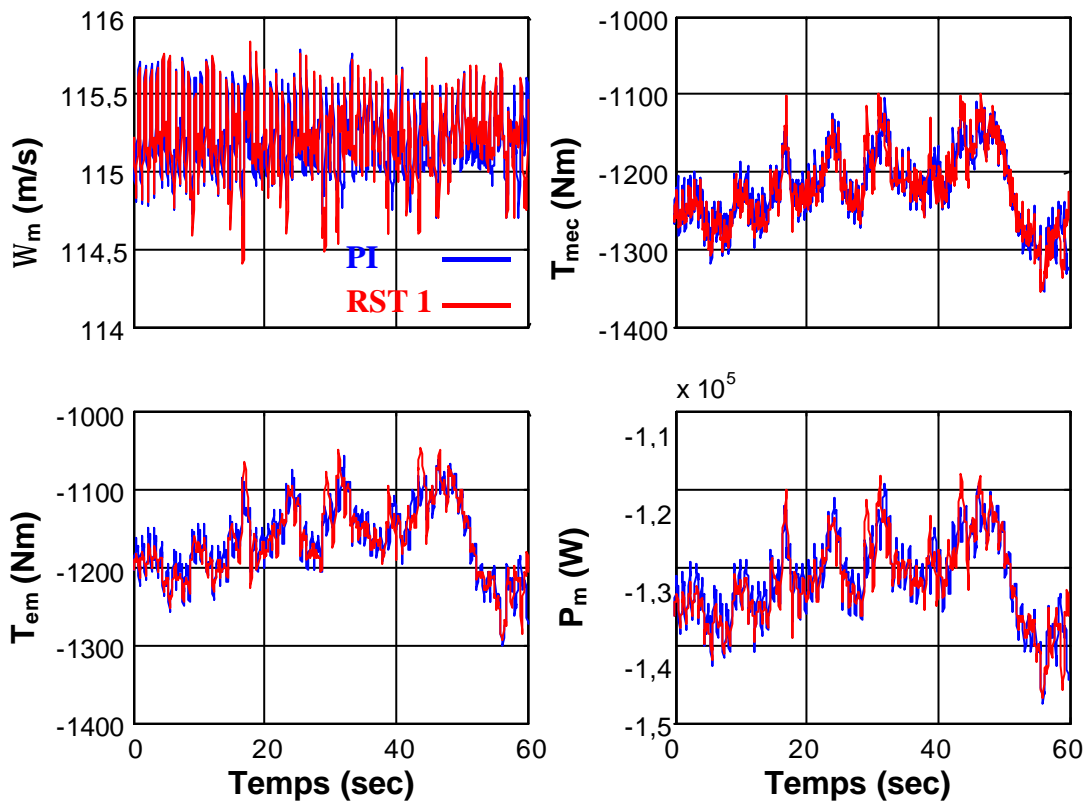 116
115.5
115
114.5
114
W_m (m/s)
PI
RST 1
-1000
-1100
-1200
-1300
-1400
T_mec (Nm)
-1000
-1100
-1200
-1300
-1400
T_em (Nm)
0 20 40 60
Temps (sec)
x 10^5
-1,1
-1,2
-1,3
-1,4
-1,5
P_m (W)
0 20 40 60
Temps (sec)